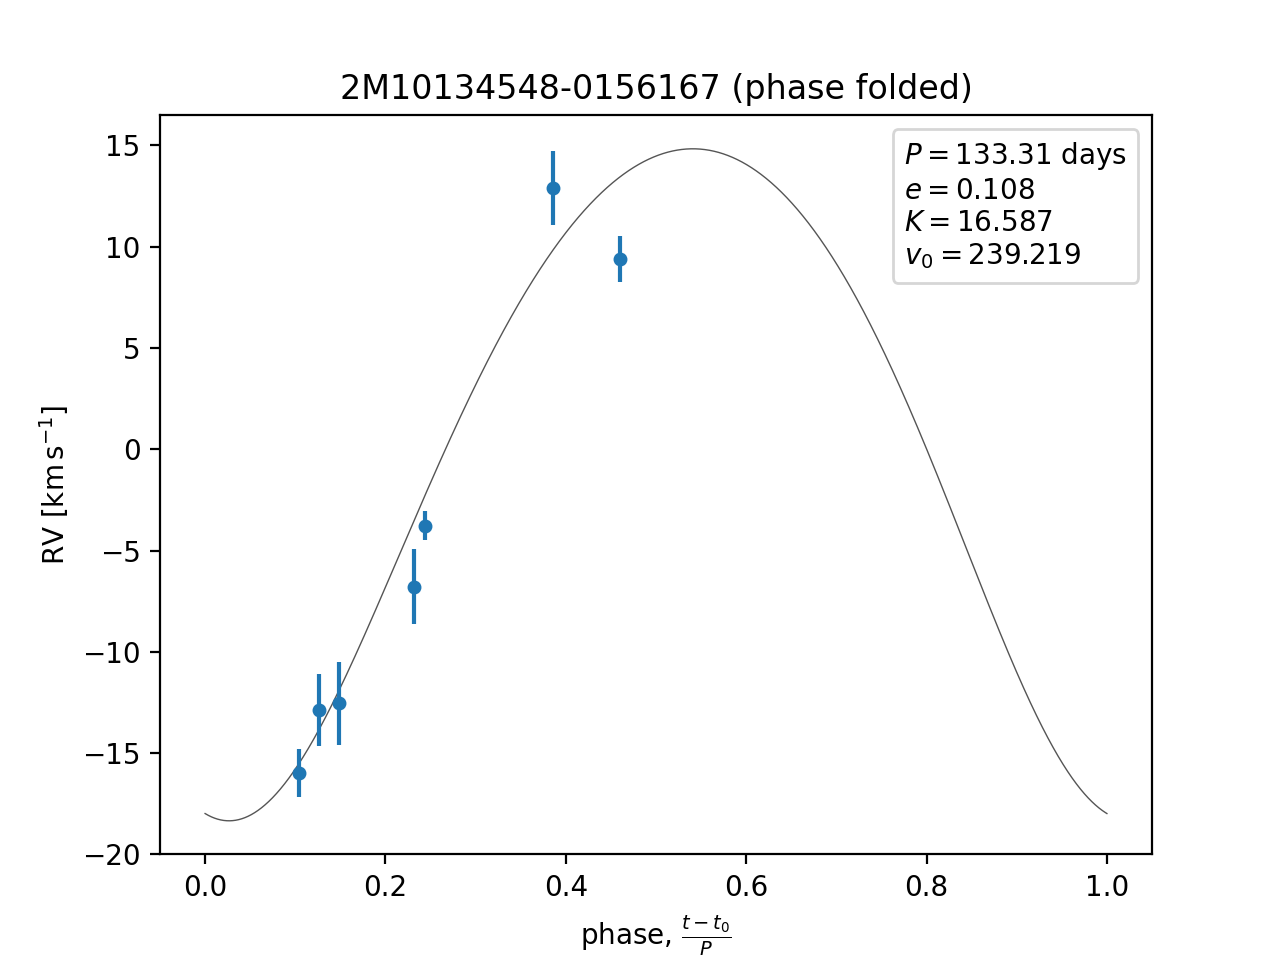 2M10134548-0156167 (phase folded)
P = 133.31 days
e = 0.108
K = 16.587
v₀ = 239.219
15
10
5
0
−5
−10
−15
−20
RV [km s⁻¹]
0.0 0.2 0.4 0.6 0.8 1.0
phase, (t − t₀)/P